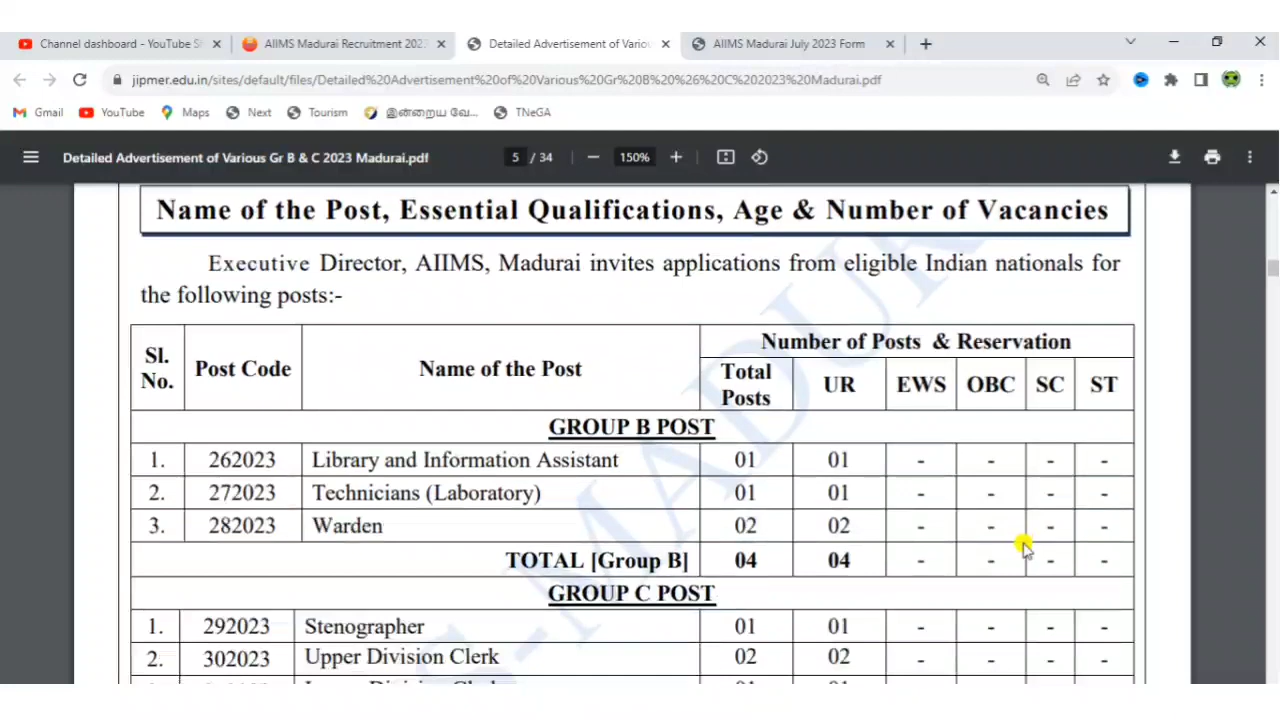 Channel dashboard - YouTube S
AIIMS Madurai Recruitment 2023
Detailed Advertisement of Variou
AIIMS Madurai July 2023 Form
jipmer.edu.in/sites/default/files/Detailed%20Advertisement%20of%20Various%20Gr%20B%20%26%20C%202023%20Madurai.pdf
Gmail YouTube Maps Next Tourism இன்றைய வே... TNeGA
Detailed Advertisement of Various Gr B & C 2023 Madurai.pdf 5 / 34 — 150% +
Name of the Post, Essential Qualifications, Age & Number of Vacancies
Executive Director, AIIMS, Madurai invites applications from eligible Indian nationals for
the following posts:-
Sl. No. Post Code Name of the Post Number of Posts & Reservation
Total Posts UR EWS OBC SC ST
GROUP B POST
1. 262023 Library and Information Assistant 01 01 - - - -
2. 272023 Technicians (Laboratory) 01 01 - - - -
3. 282023 Warden 02 02 - - - -
TOTAL [Group B] 04 04 - - - -
GROUP C POST
1. 292023 Stenographer 01 01 - - - -
2. 302023 Upper Division Clerk 02 02 - - - -